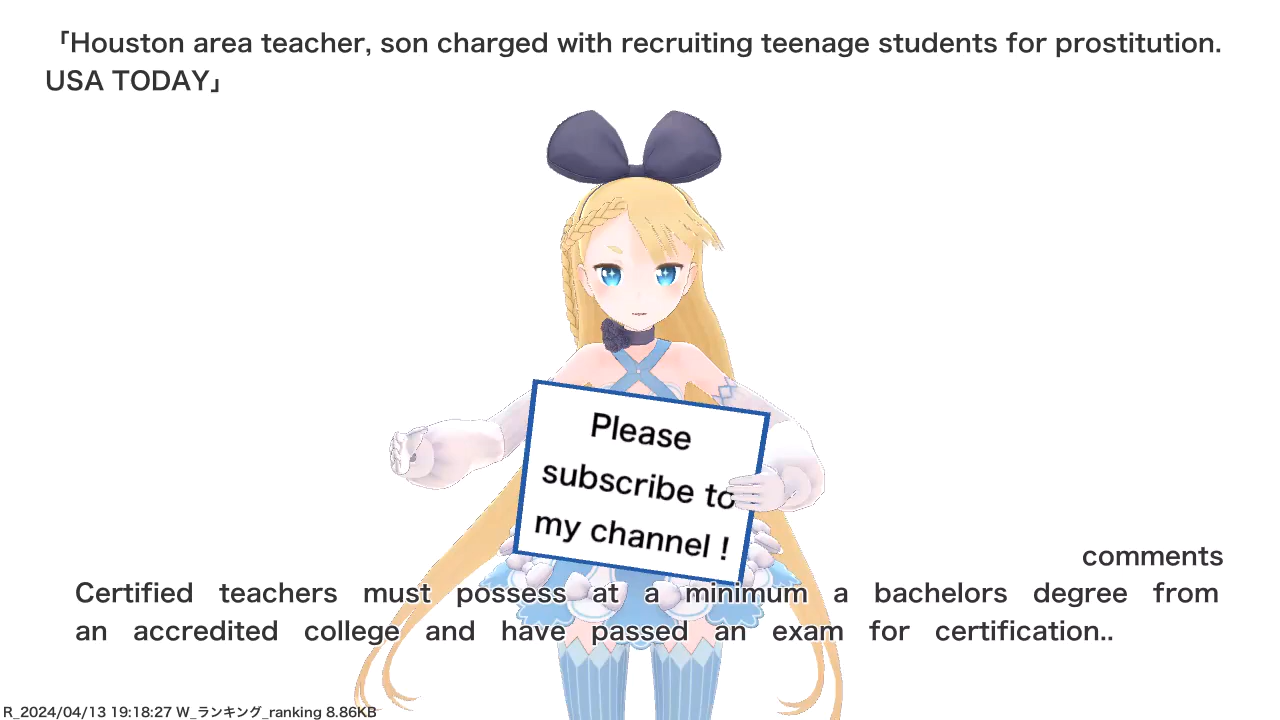 「Houston area teacher, son charged with recruiting teenage students for prostitution.
USA TODAY」
Please
subscribe to
my channel !
comments
Certified teachers must possess at a minimum a bachelors degree from
an accredited college and have passed an exam for certification..
R_2024/04/13 19:18:27 W_ランキング_ranking 8.86KB